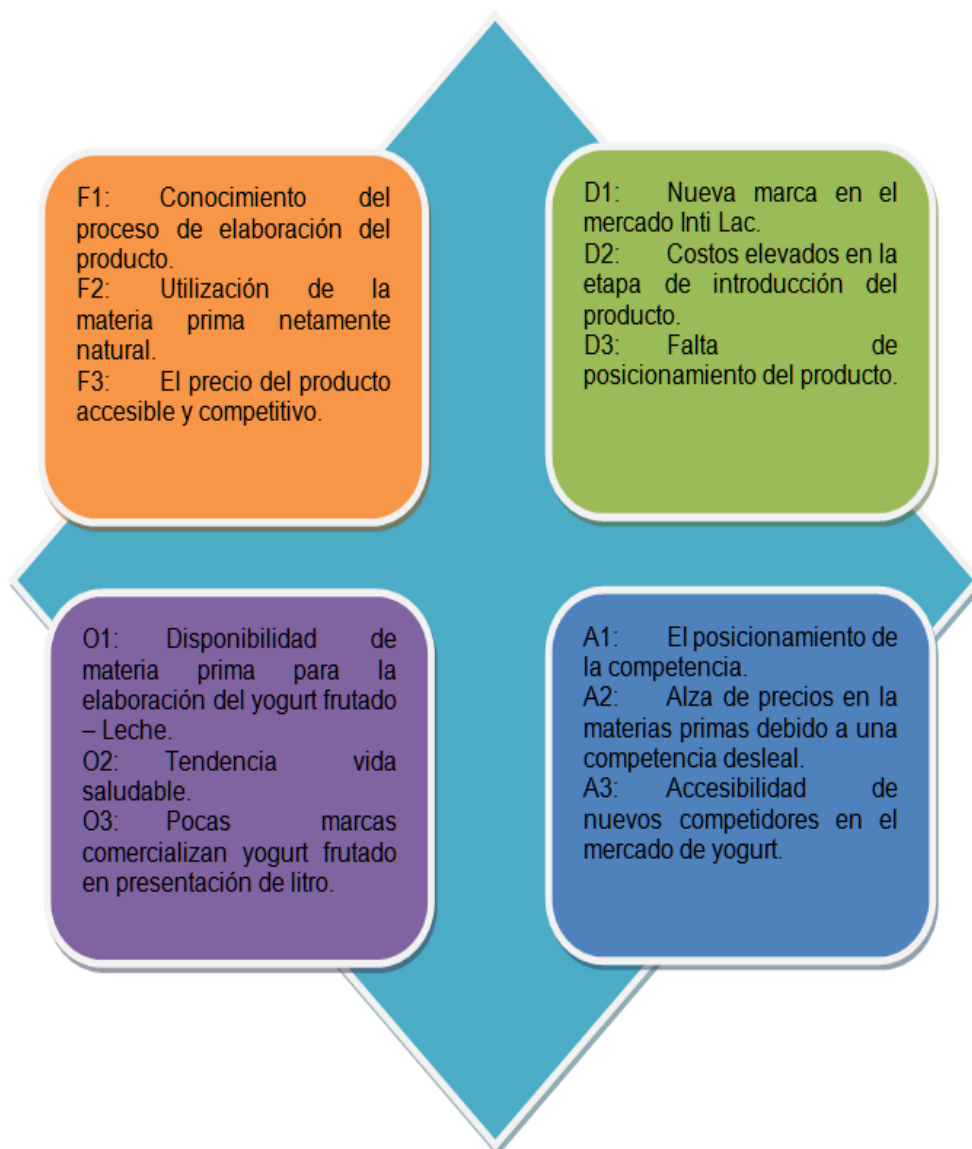 F1: Conocimiento del
proceso de elaboración del
producto.
F2: Utilización de la
materia prima netamente
natural.
F3: El precio del producto
accesible y competitivo.
D1: Nueva marca en el
mercado Inti Lac.
D2: Costos elevados en la
etapa de introducción del
producto.
D3: Falta de
posicionamiento del producto.
O1: Disponibilidad de
materia prima para la
elaboración del yogurt frutado
– Leche.
O2: Tendencia vida
saludable.
O3: Pocas marcas
comercializan yogurt frutado
en presentación de litro.
A1: El posicionamiento de
la competencia.
A2: Alza de precios en la
materias primas debido a una
competencia desleal.
A3: Accesibilidad de
nuevos competidores en el
mercado de yogurt.